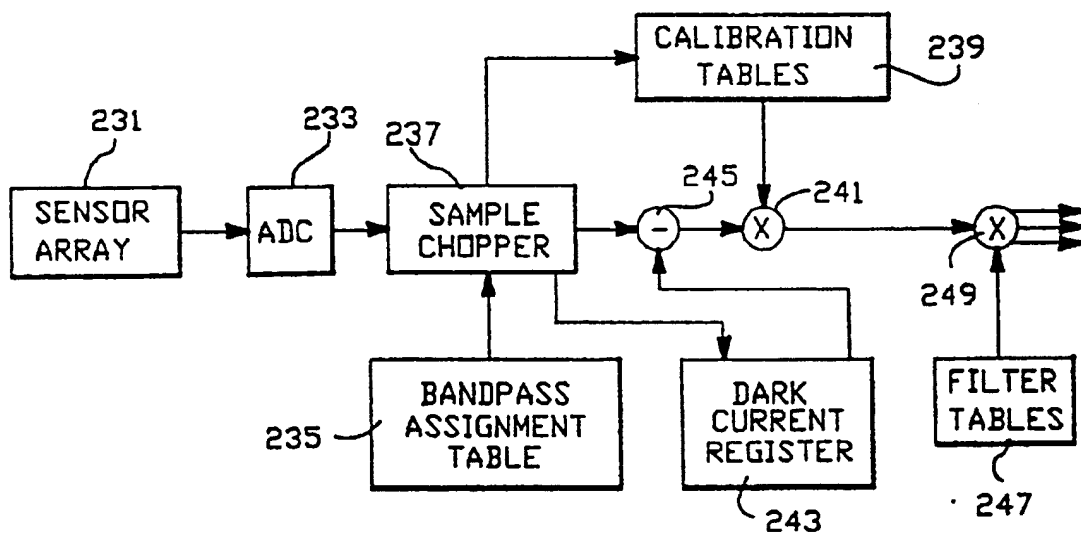 CALIBRATION
TABLES
239
231
233
237
SENSOR
ARRAY
ADC
SAMPLE
CHOPPER
245
-
X
241
X
249
BANDPASS
ASSIGNMENT
TABLE
235
DARK
CURRENT
REGISTER
243
FILTER
TABLES
247